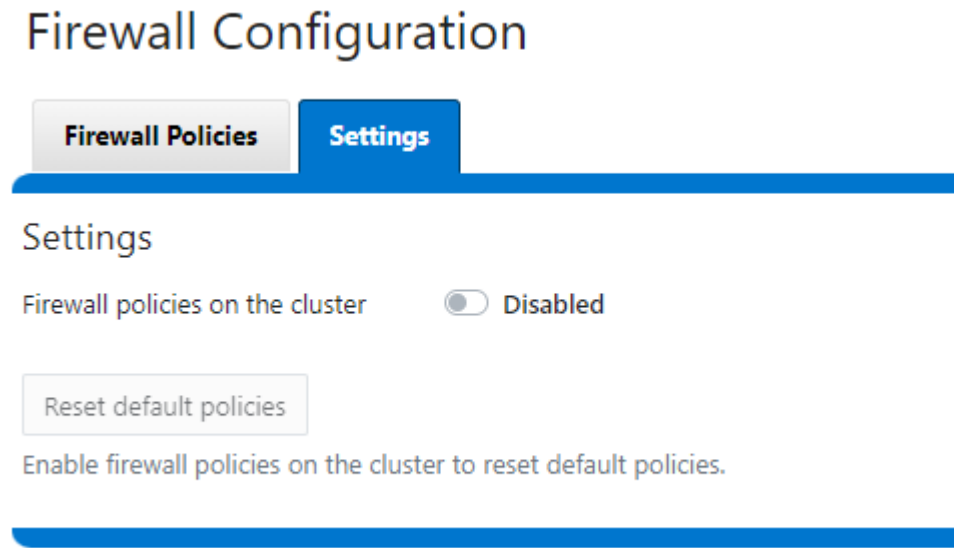 Firewall Configuration
Firewall Policies
Settings
Settings
Firewall policies on the cluster
Disabled
Reset default policies
Enable firewall policies on the cluster to reset default policies.